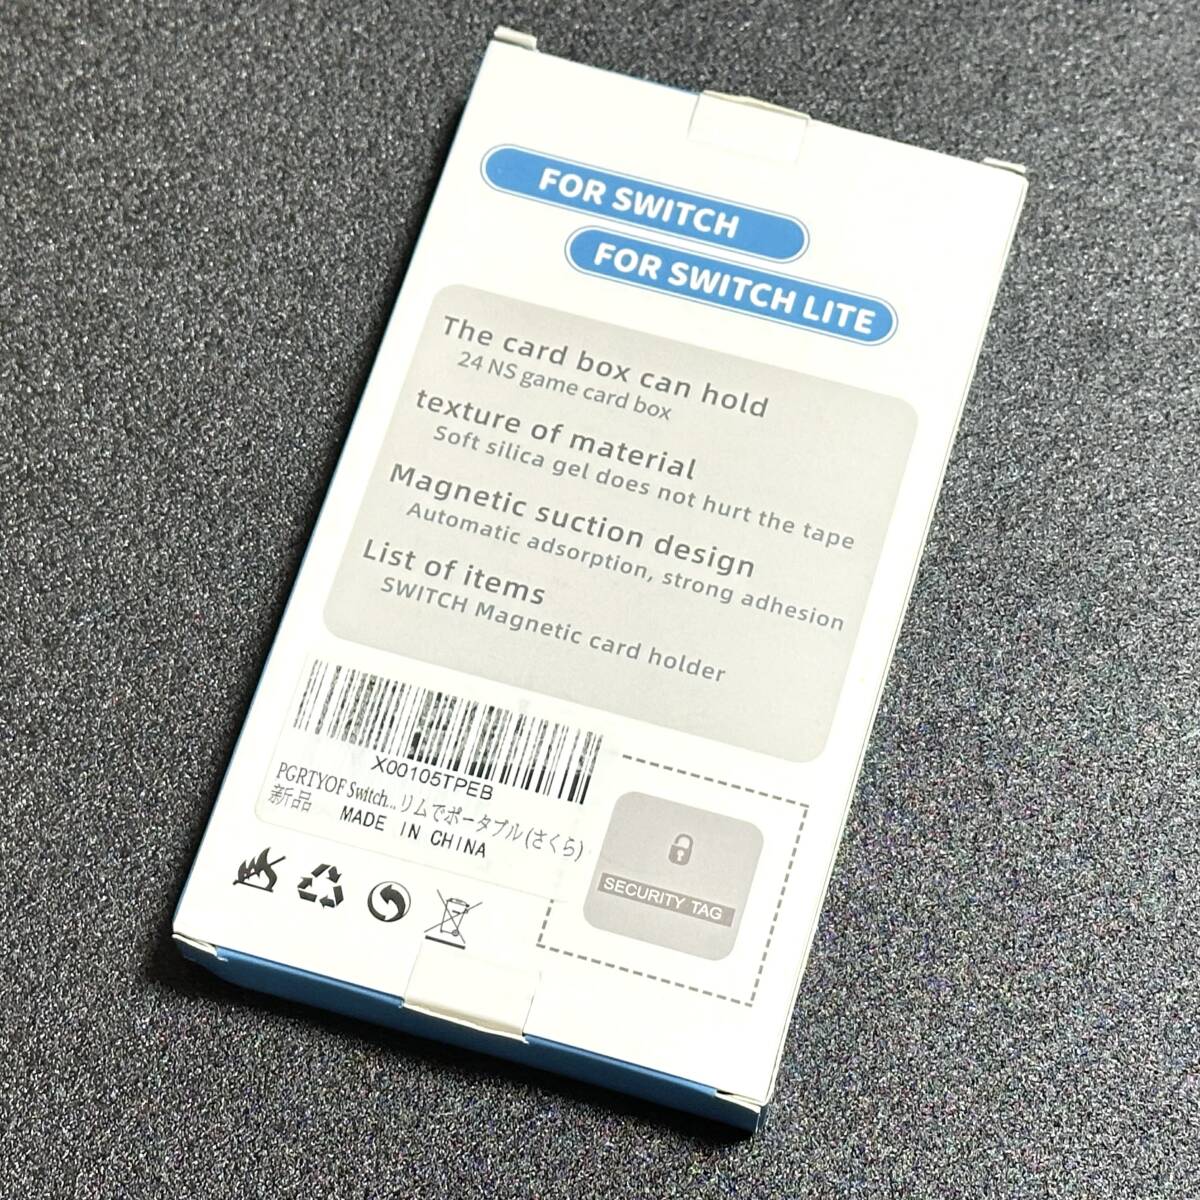 FOR SWITCH
FOR SWITCH LITE
The card box can hold
24 NS game card box
texture of material
Soft silica gel does not hurt the tape
Magnetic suction design
Automatic adsorption, strong adhesion
List of items
SWITCH Magnetic card holder
X00105TPEB
PGRTYOF Switch...リムでポータブル(さくら)
新品
MADE IN CHINA
SECURITY TAG